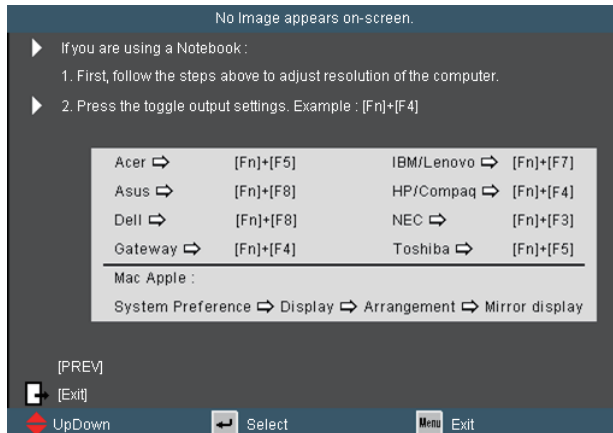 No Image appears on-screen.
If you are using a Notebook :
1. First, follow the steps above to adjust resolution of the computer.
2. Press the toggle output settings. Example : [Fn]+[F4]
Acer ⇨ [Fn]+[F5] IBM/Lenovo ⇨ [Fn]+[F7]
Asus ⇨ [Fn]+[F8] HP/Compaq ⇨ [Fn]+[F4]
Dell ⇨ [Fn]+[F8] NEC ⇨ [Fn]+[F3]
Gateway ⇨ [Fn]+[F4] Toshiba ⇨ [Fn]+[F5]
Mac Apple :
System Preference ⇨ Display ⇨ Arrangement ⇨ Mirror display
[PREV]
[Exit]
UpDown Select Menu Exit